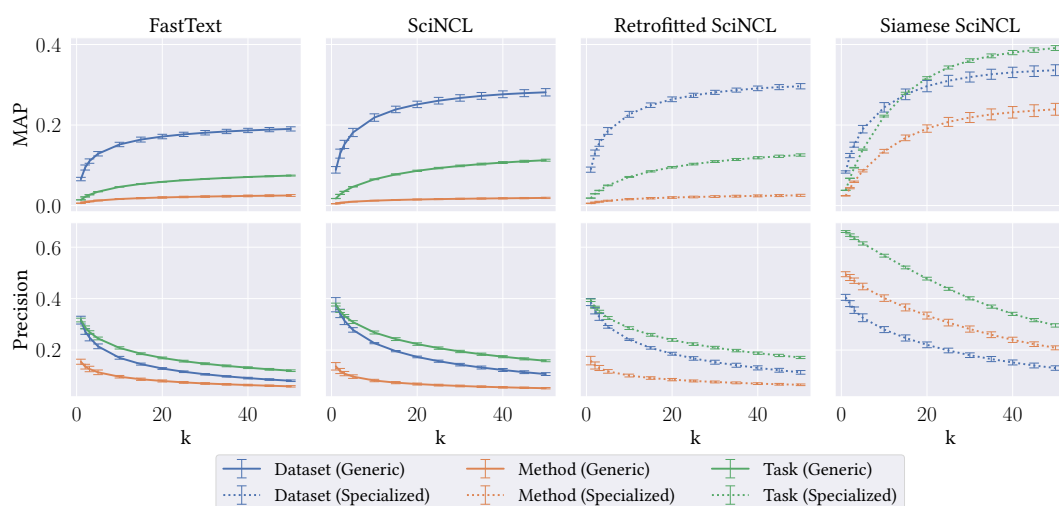 FastText SciNCL Retrofitted SciNCL Siamese SciNCL
MAP
0.4
0.2
0.0
Precision
0.6
0.4
0.2
0 20 40 0 20 40 0 20 40 0 20 40
k k k k
Dataset (Generic) Method (Generic) Task (Generic)
Dataset (Specialized) Method (Specialized) Task (Specialized)